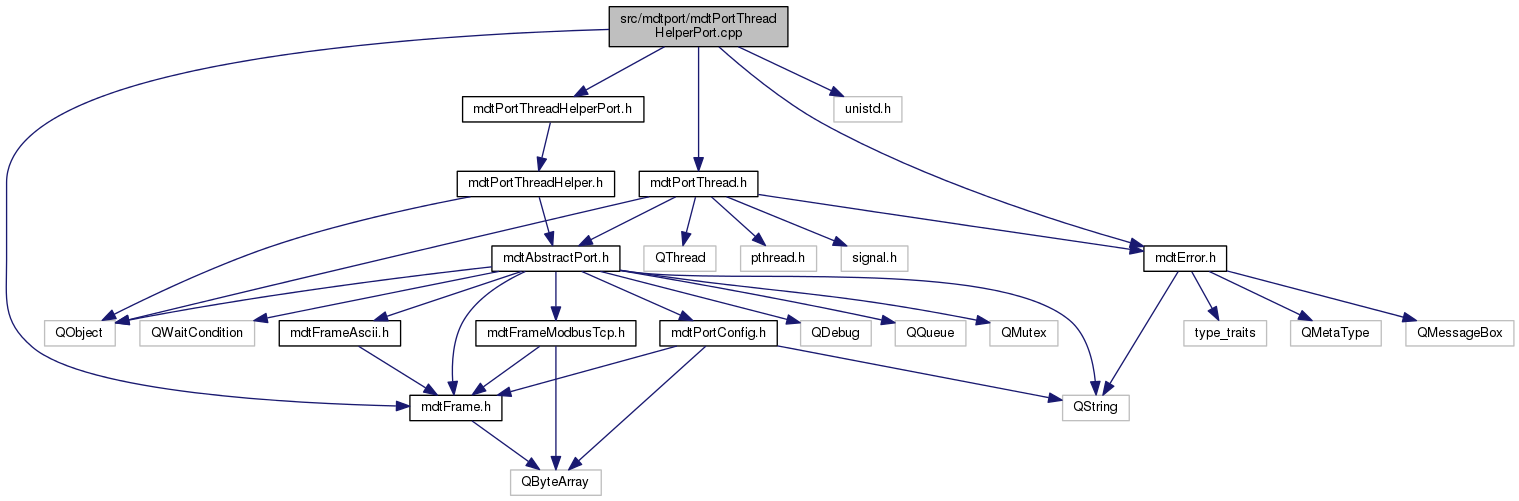 src/mdtport/mdtPortThread
HelperPort.cpp
mdtPortThreadHelperPort.h
unistd.h
mdtPortThreadHelper.h
mdtPortThread.h
mdtAbstractPort.h
QThread
pthread.h
signal.h
mdtError.h
QObject
QWaitCondition
mdtFrameAscii.h
mdtFrameModbusTcp.h
mdtPortConfig.h
QDebug
QQueue
QMutex
type_traits
QMetaType
QMessageBox
mdtFrame.h
QString
QByteArray